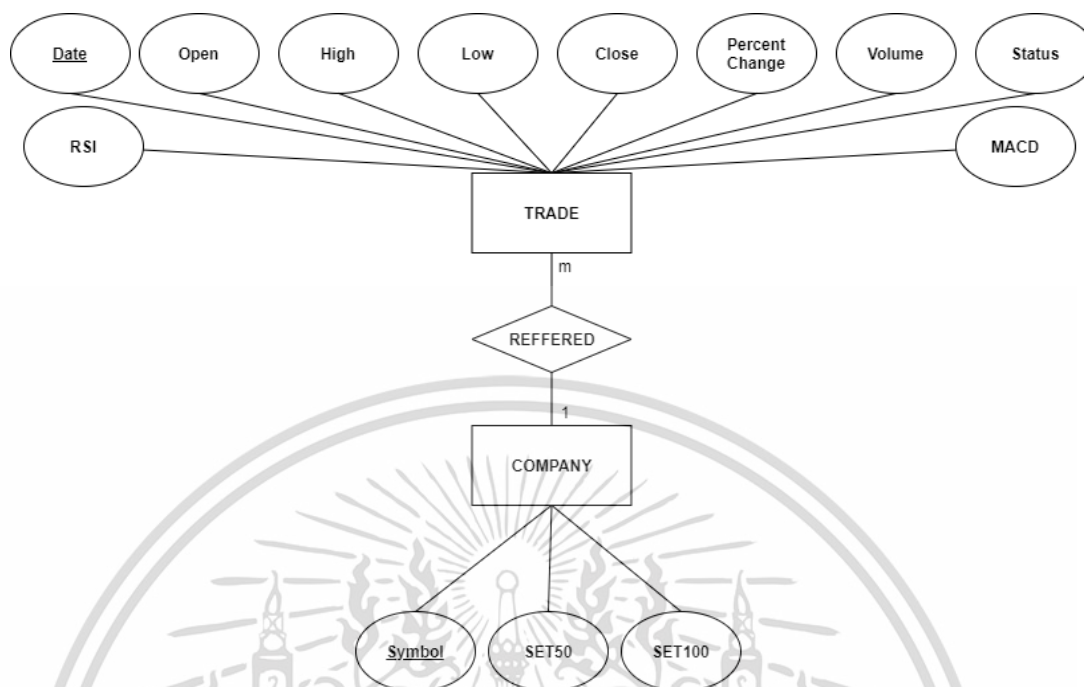 Date
Open
High
Low
Close
Percent
Change
Volume
Status
RSI
MACD
TRADE
m
REFFERED
1
COMPANY
Symbol
SET50
SET100